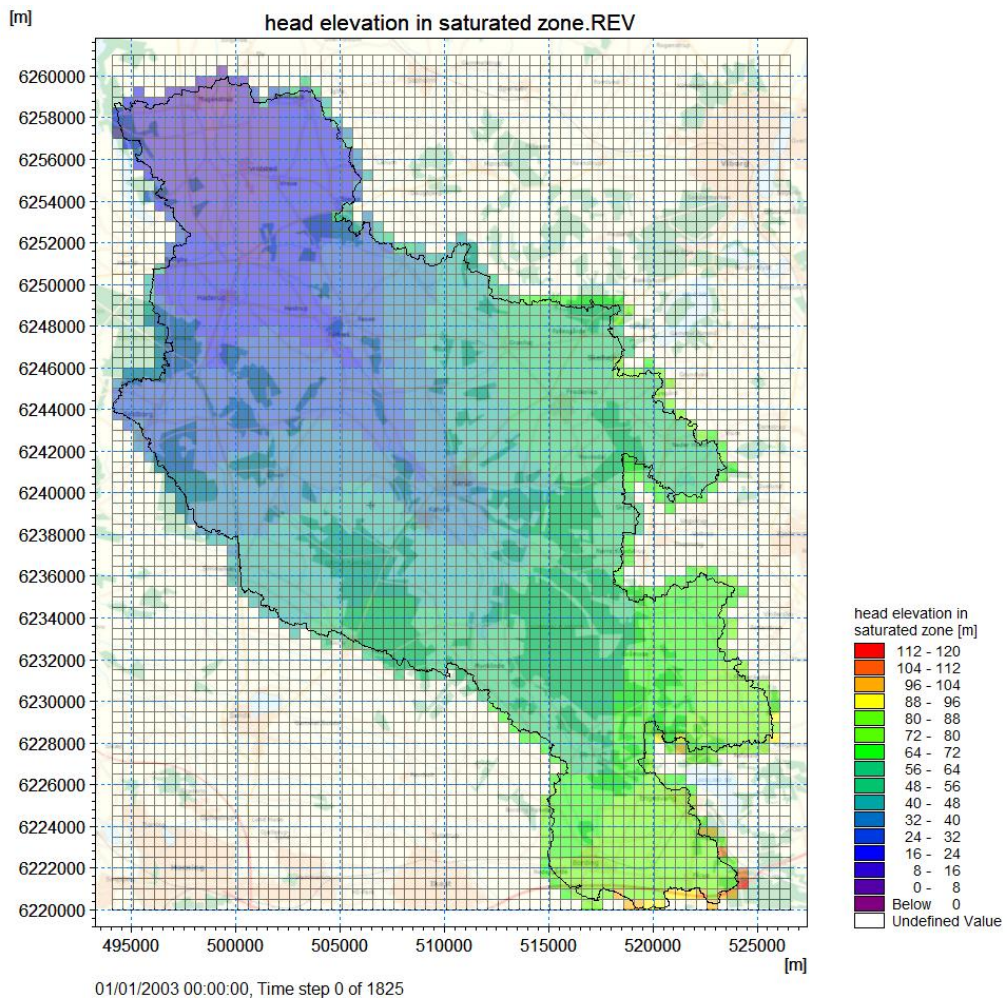 [m]
head elevation in saturated zone.REV
6260000
6258000
6256000
6254000
6252000
6250000
6248000
6246000
6244000
6242000
6240000
6238000
6236000
6234000
6232000
6230000
6228000
6226000
6224000
6222000
6220000
495000
500000
505000
510000
515000
520000
525000
[m]
Viborg
head elevation in
saturated zone [m]
112 - 120
104 - 112
96 - 104
88 - 96
80 - 88
72 - 80
64 - 72
56 - 64
48 - 56
40 - 48
32 - 40
24 - 32
16 - 24
8 - 16
0 - 8
Below 0
Undefined Value
01/01/2003 00:00:00, Time step 0 of 1825